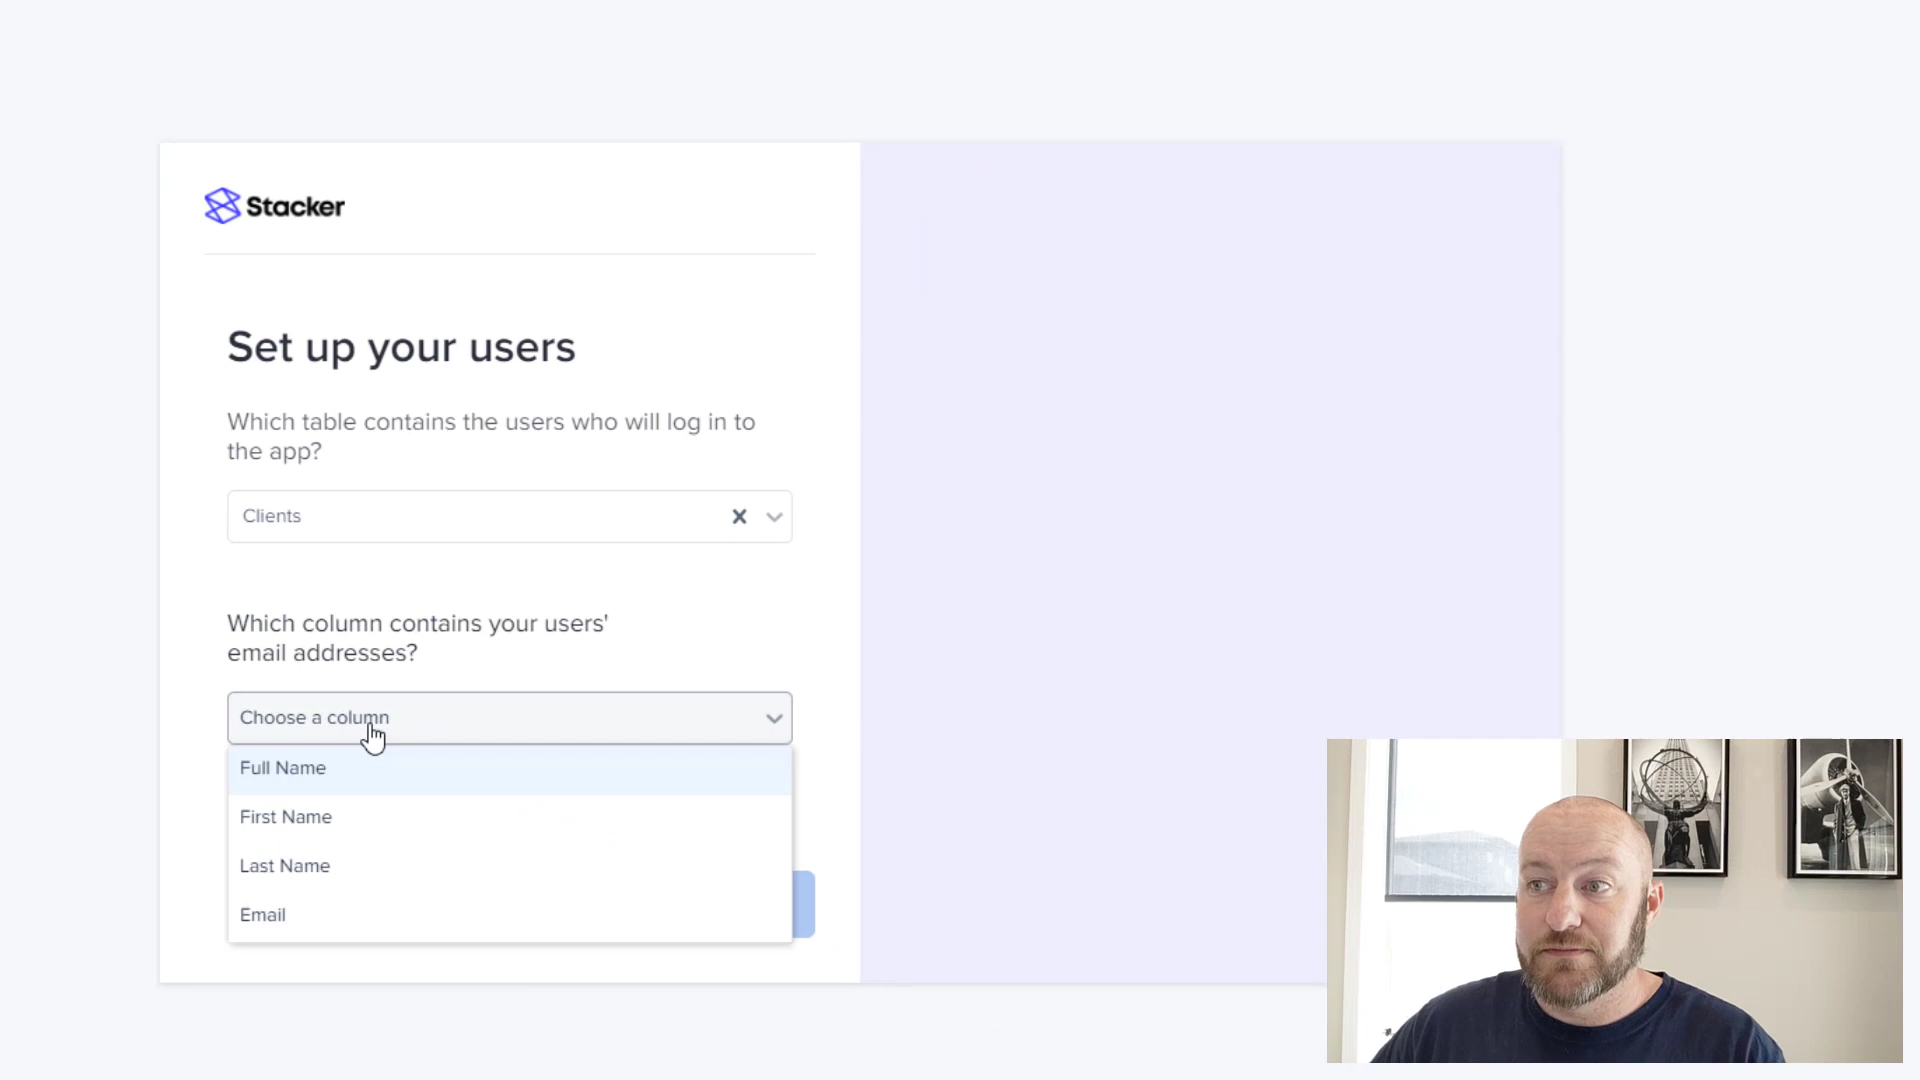 Stacker
Set up your users
Which table contains the users who will log in to
the app?
Clients
Which column contains your users'
email addresses?
Choose a column
Full Name
First Name
Last Name
Email